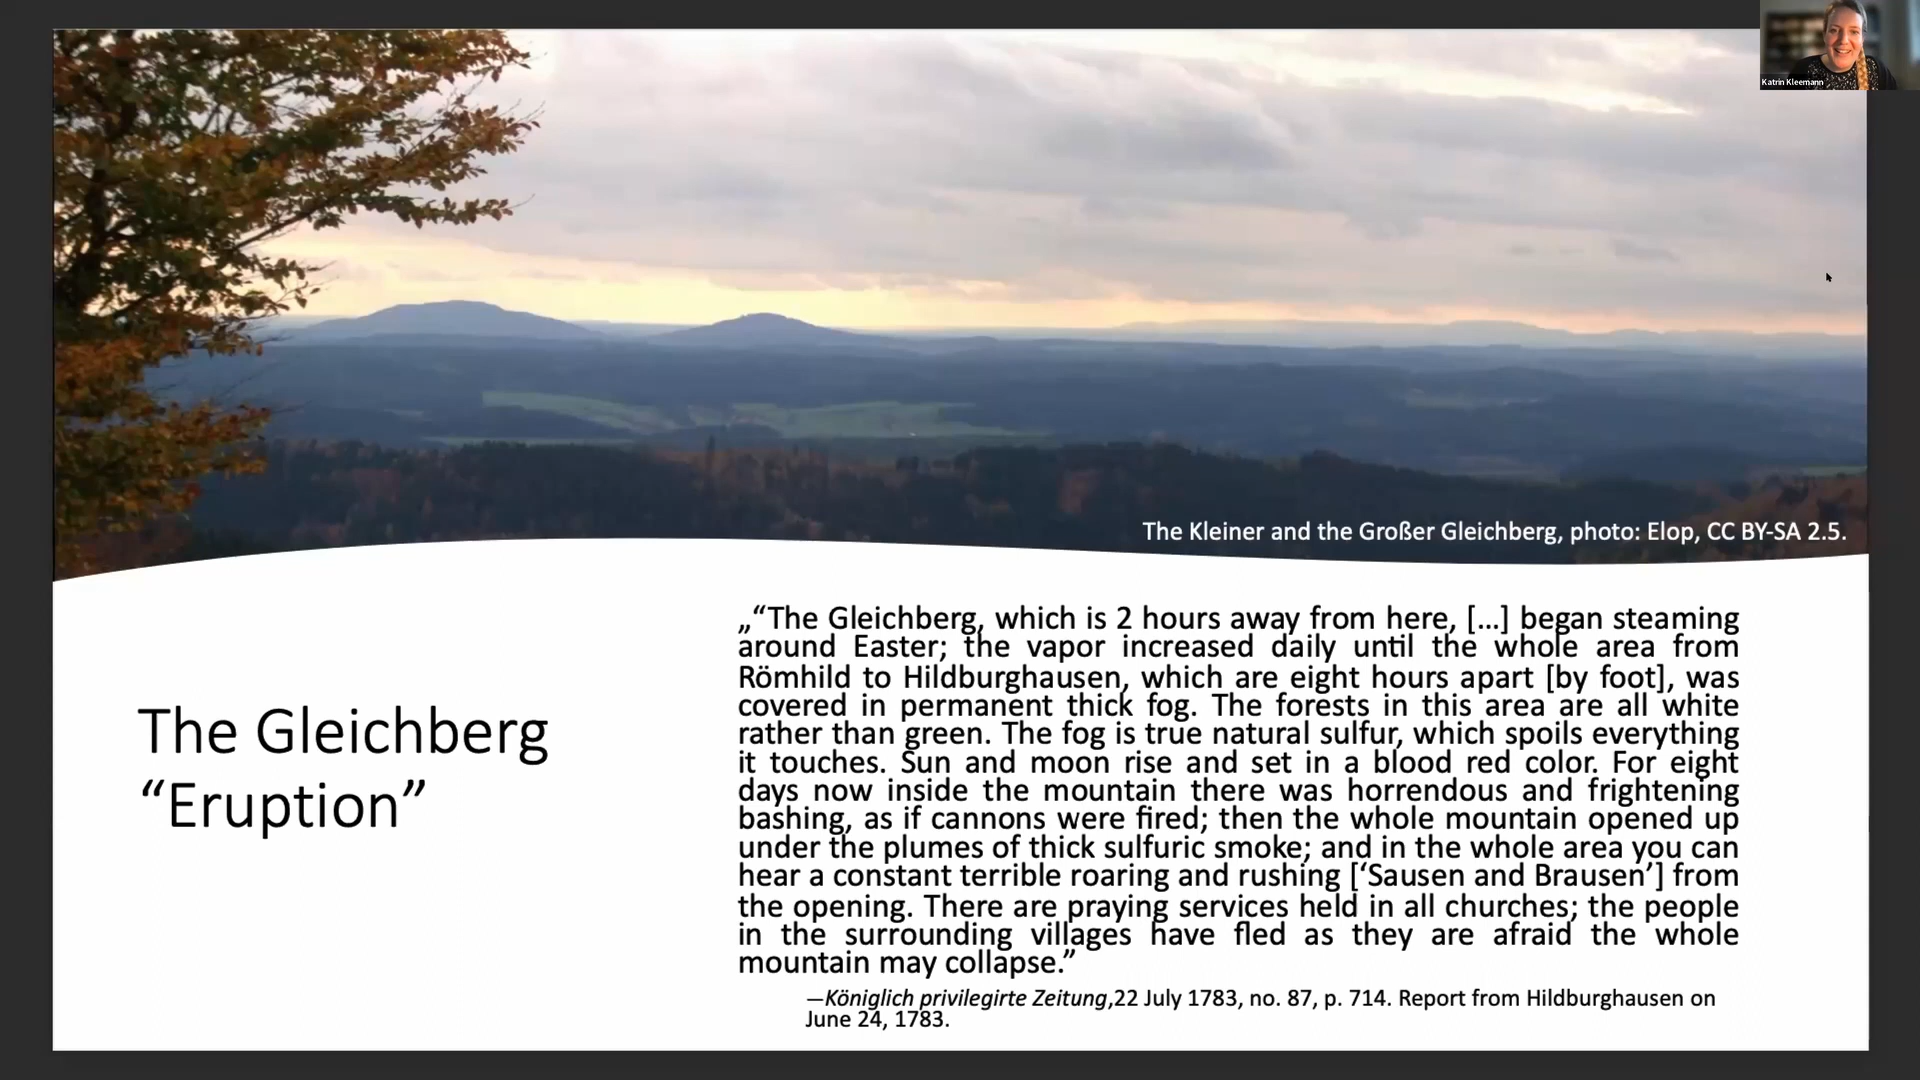 Katrin Kleemann
The Kleiner and the Großer Gleichberg, photo: Elop, CC BY-SA 2.5.
The Gleichberg
“Eruption”
„“The Gleichberg, which is 2 hours away from here, [...] began steaming
around Easter; the vapor increased daily until the whole area from
Römhild to Hildburghausen, which are eight hours apart [by foot], was
covered in permanent thick fog. The forests in this area are all white
rather than green. The fog is true natural sulfur, which spoils everything
it touches. Sun and moon rise and set in a blood red color. For eight
days now inside the mountain there was horrendous and frightening
bashing, as if cannons were fired; then the whole mountain opened up
under the plumes of thick sulfuric smoke; and in the whole area you can
hear a constant terrible roaring and rushing [‘Sausen and Brausen’] from
the opening. There are praying services held in all churches; the people
in the surrounding villages have fled as they are afraid the whole
mountain may collapse.”
—Königlich privilegirte Zeitung,22 July 1783, no. 87, p. 714. Report from Hildburghausen on
June 24, 1783.